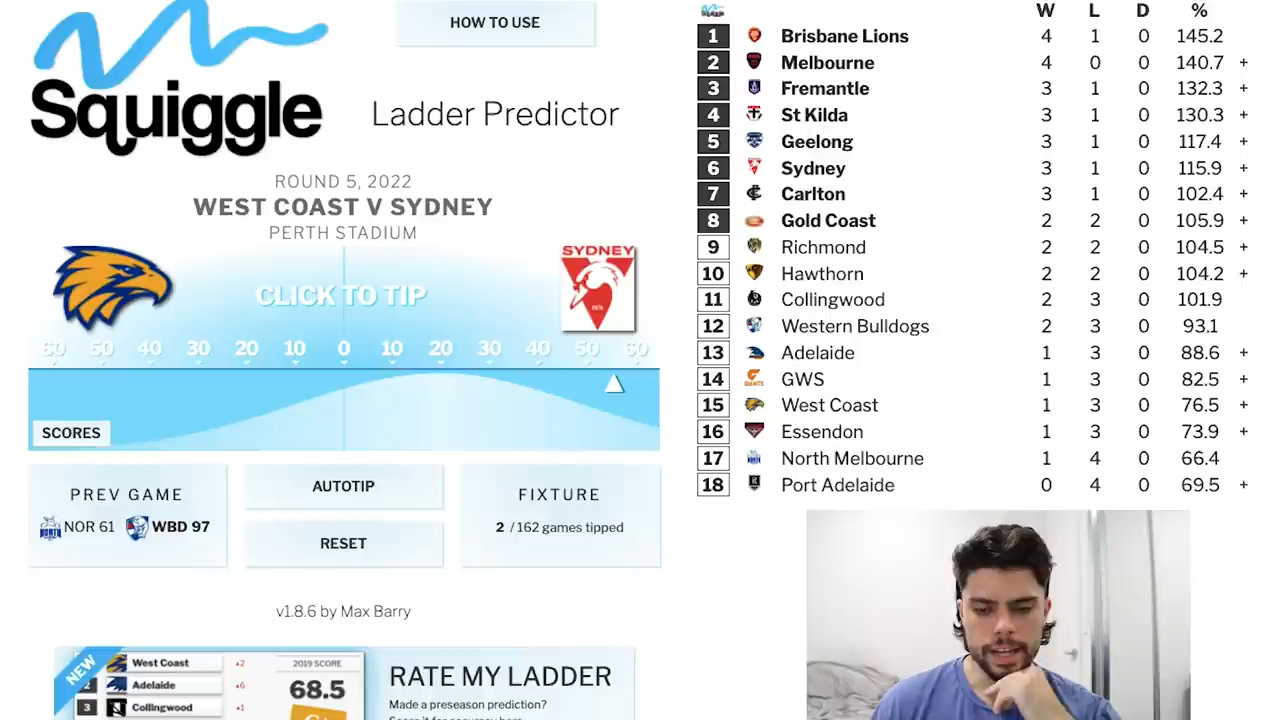 HOW TO USE
Squiggle
Ladder Predictor
ROUND 5, 2022
WEST COAST V SYDNEY
PERTH STADIUM
SYDNEY
CLICK TO TIP
60 50 40 30 20 10 0 10 20 30 40 50 60
SCORES
PREV GAME
NOR 61 WBD 97
AUTOTIP
RESET
FIXTURE
2 / 162 games tipped
v1.8.6 by Max Barry
NEW
West Coast ▲2
2 Adelaide ▲6
3 Collingwood ▲1
2019 SCORE
68.5
RATE MY LADDER
Made a preseason prediction?
Score it for accuracy here
W L D %
1 Brisbane Lions 4 1 0 145.2
2 Melbourne 4 0 0 140.7 +
3 Fremantle 3 1 0 132.3 +
4 St Kilda 3 1 0 130.3 +
5 Geelong 3 1 0 117.4 +
6 Sydney 3 1 0 115.9 +
7 Carlton 3 1 0 102.4 +
8 Gold Coast 2 2 0 105.9 +
9 Richmond 2 2 0 104.5 +
10 Hawthorn 2 2 0 104.2 +
11 Collingwood 2 3 0 101.9
12 Western Bulldogs 2 3 0 93.1
13 Adelaide 1 3 0 88.6 +
14 GWS 1 3 0 82.5 +
15 West Coast 1 3 0 76.5 +
16 Essendon 1 3 0 73.9 +
17 North Melbourne 1 4 0 66.4
18 Port Adelaide 0 4 0 69.5 +